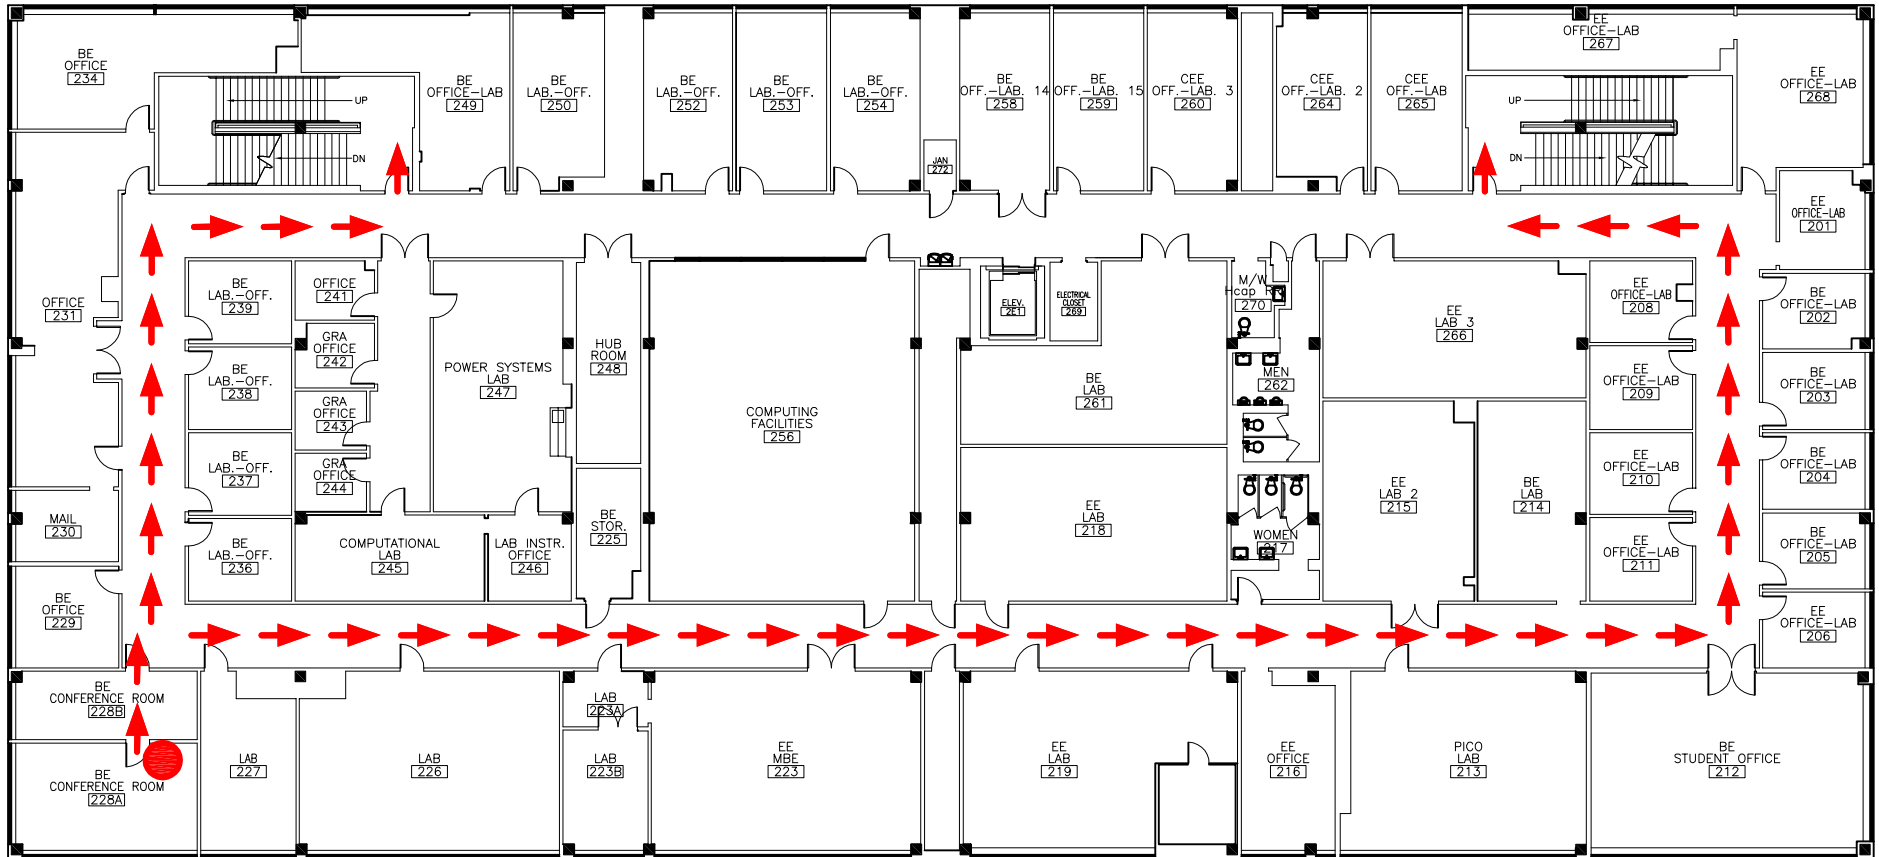 BE
OFFICE
234
UP
DN
BE
OFFICE-LAB
249
BE
LAB.-OFF.
250
BE
LAB.-OFF.
252
BE
LAB.-OFF.
253
BE
LAB.-OFF.
254
JAN
272
BE
OFF.-LAB. 14
258
BE
OFF.-LAB. 15
259
CEE
OFF.-LAB. 3
260
CEE
OFF.-LAB. 2
264
CEE
OFF.-LAB
265
EE
OFFICE-LAB
267
UP
DN
EE
OFFICE-LAB
268
EE
OFFICE-LAB
201
OFFICE
231
BE
LAB.-OFF.
239
OFFICE
241
GRA
OFFICE
242
BE
LAB.-OFF.
238
GRA
OFFICE
243
BE
LAB.-OFF.
237
GRA
OFFICE
244
POWER SYSTEMS
LAB
247
HUB
ROOM
248
COMPUTING
FACILITIES
256
ELEV.
2E1
ELECTRICAL
CLOSET
269
M/W
Hcap RR
270
MEN
262
BE
LAB
261
EE
LAB 3
266
EE
OFFICE-LAB
208
BE
OFFICE-LAB
202
EE
OFFICE-LAB
209
BE
OFFICE-LAB
203
EE
OFFICE-LAB
210
BE
OFFICE-LAB
204
MAIL
230
BE
LAB.-OFF.
236
COMPUTATIONAL
LAB
245
LAB INSTR.
OFFICE
246
BE
STOR.
225
EE
LAB
218
WOMEN
217
EE
LAB 2
215
BE
LAB
214
EE
OFFICE-LAB
211
BE
OFFICE-LAB
205
BE
OFFICE
229
EE
OFFICE-LAB
206
BE
CONFERENCE ROOM
228B
BE
CONFERENCE ROOM
228A
LAB
227
LAB
226
LAB
223A
LAB
223B
EE
MBE
223
EE
LAB
219
EE
OFFICE
216
PICO
LAB
213
BE
STUDENT OFFICE
212